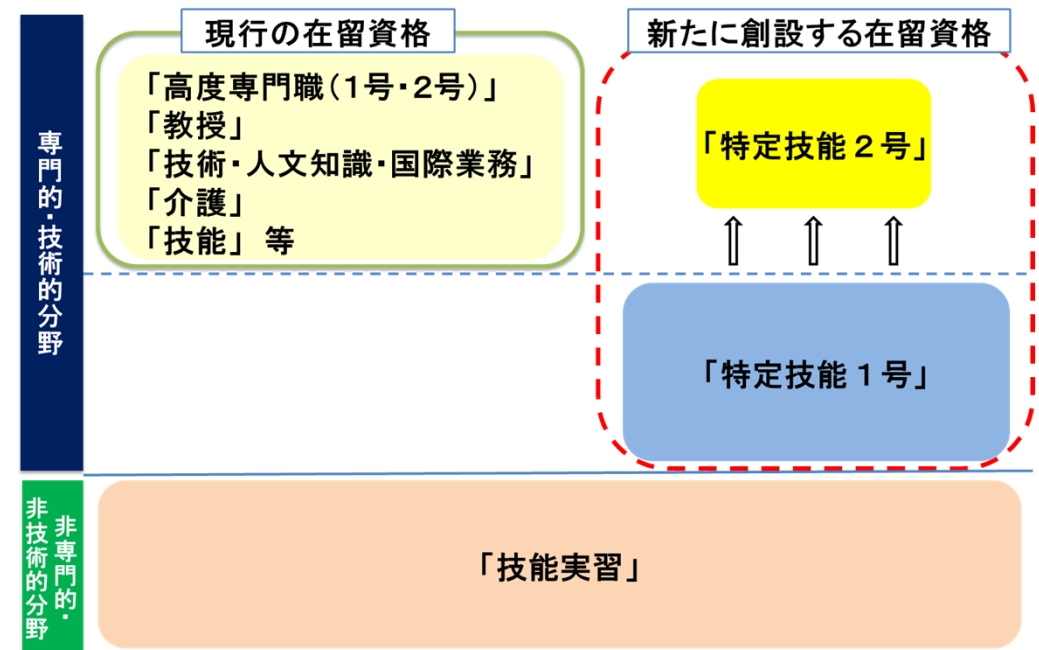 現行の在留資格
新たに創設する在留資格
専門的・技術的分野
「高度専門職（1号・2号）」
「教授」
「技術・人文知識・国際業務」
「介護」
「技能」 等
「特定技能２号」
「特定技能１号」
非専門的・
非技術的分野
「技能実習」